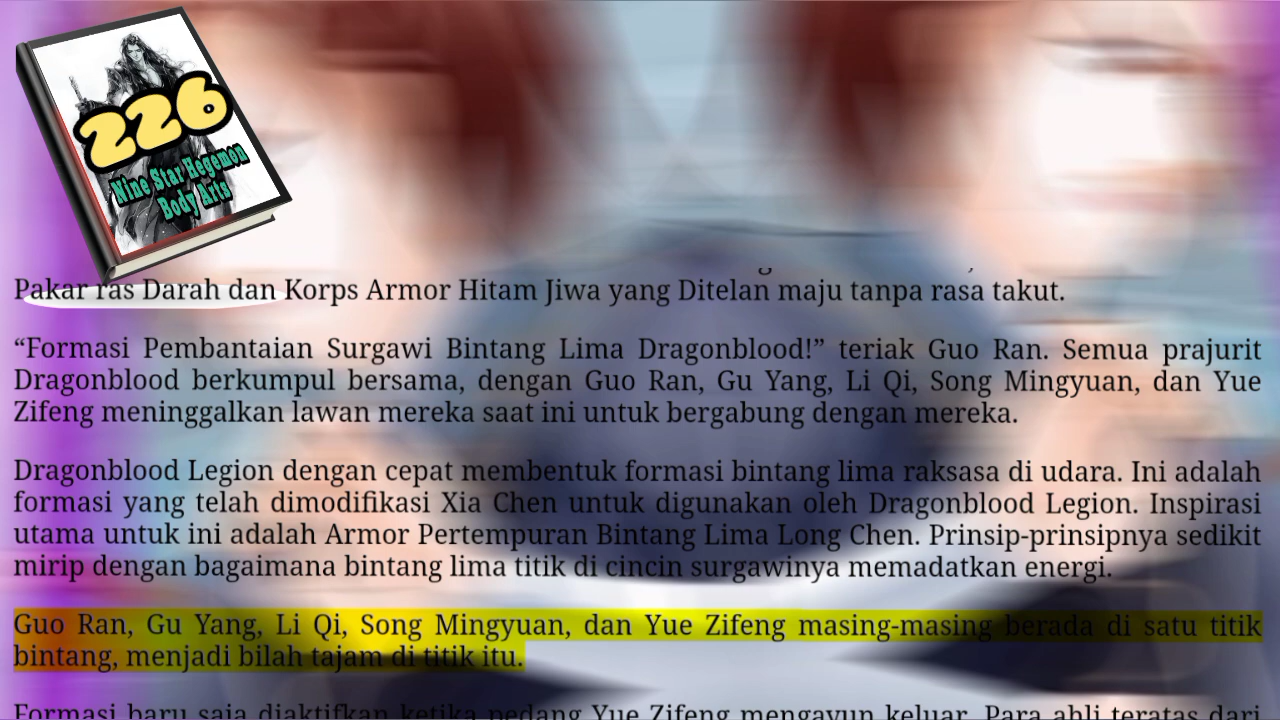 226
Nine Star Hegemon
Body Arts
Pakar ras Darah dan Korps Armor Hitam Jiwa yang Ditelan maju tanpa rasa takut.
“Formasi Pembantaian Surgawi Bintang Lima Dragonblood!” teriak Guo Ran. Semua prajurit
Dragonblood berkumpul bersama, dengan Guo Ran, Gu Yang, Li Qi, Song Mingyuan, dan Yue
Zifeng meninggalkan lawan mereka saat ini untuk bergabung dengan mereka.
Dragonblood Legion dengan cepat membentuk formasi bintang lima raksasa di udara. Ini adalah
formasi yang telah dimodifikasi Xia Chen untuk digunakan oleh Dragonblood Legion. Inspirasi
utama untuk ini adalah Armor Pertempuran Bintang Lima Long Chen. Prinsip-prinsipnya sedikit
mirip dengan bagaimana bintang lima titik di cincin surgawinya memadatkan energi.
Guo Ran, Gu Yang, Li Qi, Song Mingyuan, dan Yue Zifeng masing-masing berada di satu titik
bintang, menjadi bilah tajam di titik itu.
Formasi baru saja diaktifkan ketika pedang Yue Zifeng mengayun keluar. Para ahli teratas dari